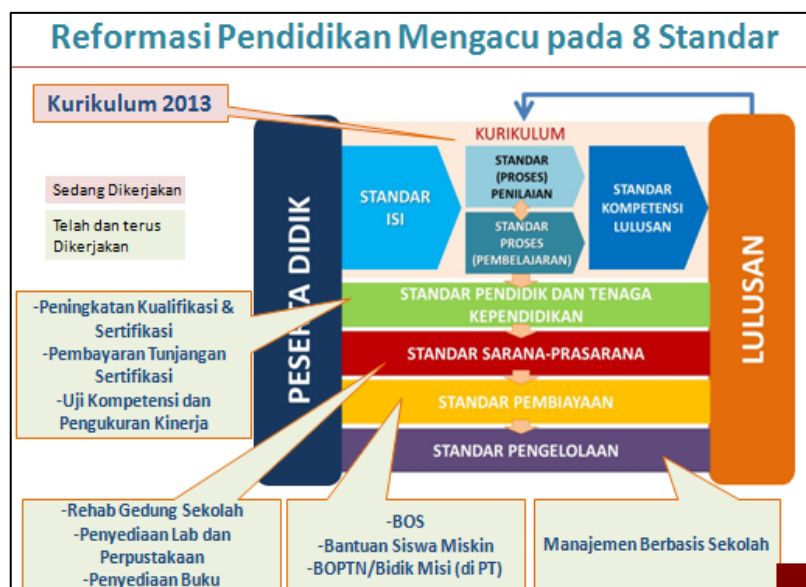 Reformasi Pendidikan Mengacu pada 8 Standar
Kurikulum 2013
Sedang Dikerjakan
Telah dan terus
Dikerjakan
PESERTA DIDIK
KURIKULUM
STANDAR
ISI
STANDAR
(PROSES)
PENILAIAN
STANDAR
PROSES
(PEMBELAJARAN)
STANDAR
KOMPETENSI
LULUSAN
LULUSAN
STANDAR PENDIDIK DAN TENAGA
KEPENDIDIKAN
STANDAR SARANA-PRASARANA
STANDAR PEMBIAYAAN
STANDAR PENGELOLAAN
-Peningkatan Kualifikasi &
Sertifikasi
-Pembayaran Tunjangan
Sertifikasi
-Uji Kompetensi dan
Pengukuran Kinerja
-Rehab Gedung Sekolah
-Penyediaan Lab dan
Perpustakaan
-Penyediaan Buku
-BOS
-Bantuan Siswa Miskin
-BOPTN/Bidik Misi (di PT)
Manajemen Berbasis Sekolah